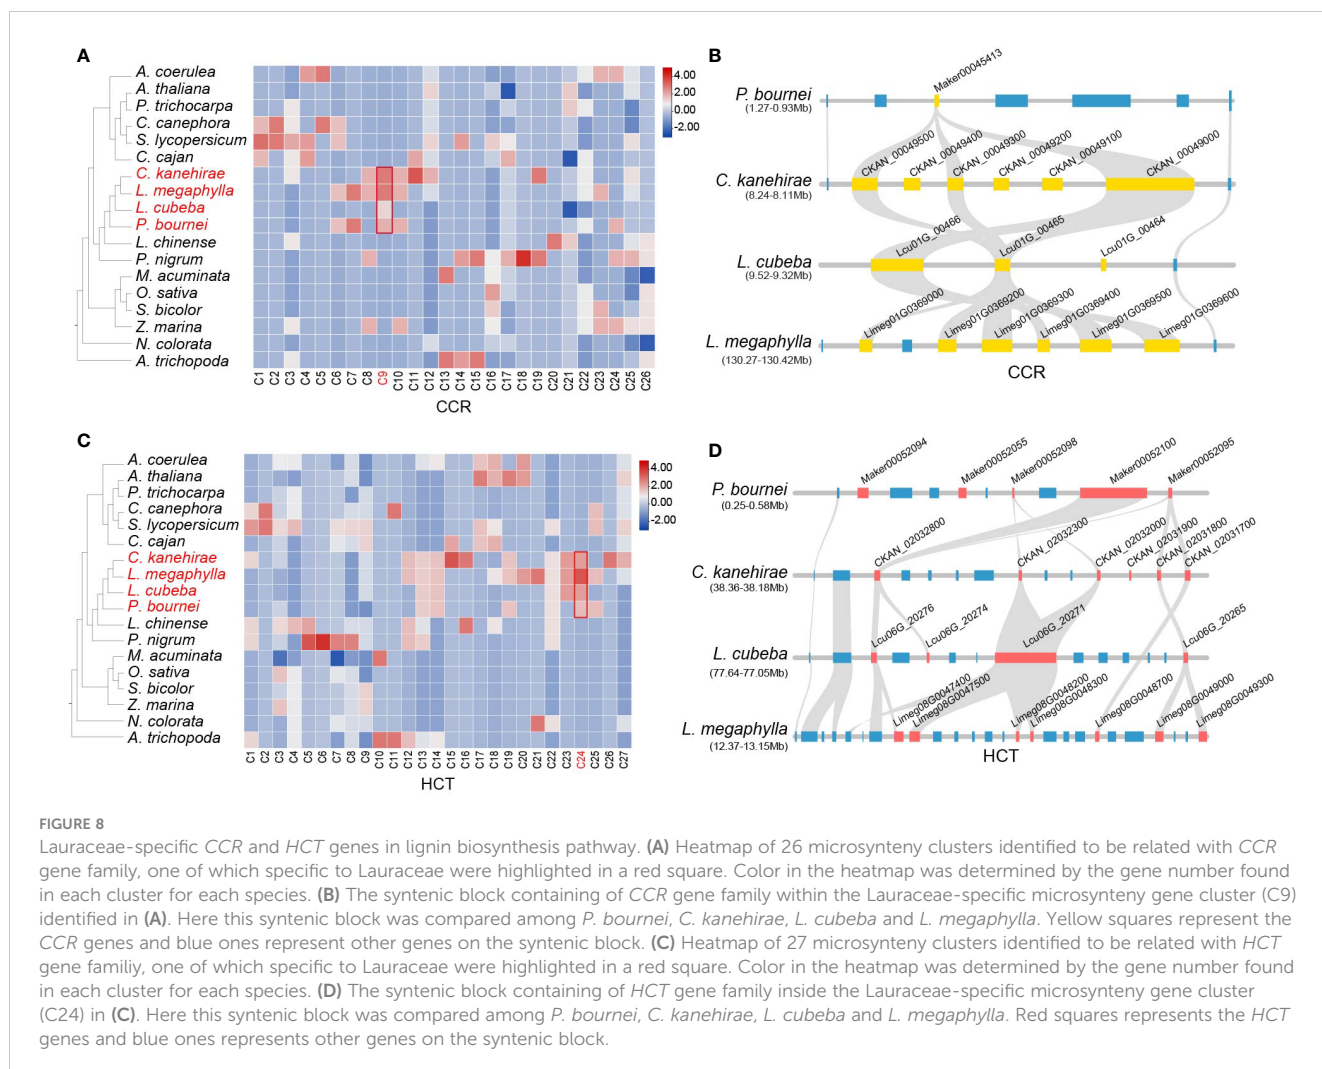 A
A. coerulea
A. thaliana
P. trichocarpa
C. canephora
S. lycopersicum
C. cajan
C. kanehirae
L. megaphylla
L. cubeba
P. bournei
L. chinense
P. nigrum
M. acuminata
O. sativa
S. bicolor
Z. marina
N. colorata
A. trichopoda
4.00
2.00
0.00
-2.00
C1 C2 C3 C4 C5 C6 C7 C8 C9 C10 C11 C12 C13 C14 C15 C16 C17 C18 C19 C20 C21 C22 C23 C24 C25 C26
CCR
B
Maker00045413
P. bournei
(1.27-0.93Mb)
CKAN_00049500 CKAN_00049400 CKAN_00049300 CKAN_00049200 CKAN_00049100 CKAN_00049000
C. kanehirae
(8.24-8.11Mb)
Lcu01G_00466 Lcu01G_00465 Lcu01G_00464
L. cubeba
(9.52-9.32Mb)
Limeg01G0369000 Limeg01G0369200 Limeg01G0369300 Limeg01G0369400 Limeg01G0369500 Limeg01G0369600
L. megaphylla
(130.27-130.42Mb)
CCR
C
A. coerulea
A. thaliana
P. trichocarpa
C. canephora
S. lycopersicum
C. cajan
C. kanehirae
L. megaphylla
L. cubeba
P. bournei
L. chinense
P. nigrum
M. acuminata
O. sativa
S. bicolor
Z. marina
N. colorata
A. trichopoda
4.00
2.00
0.00
-2.00
C1 C2 C3 C4 C5 C6 C7 C8 C9 C10 C11 C12 C13 C14 C15 C16 C17 C18 C19 C20 C21 C22 C23 C24 C25 C26 C27
HCT
D
Maker00052094 Maker00052055 Maker00052098 Maker00052100 Maker00052095
P. bournei
(0.25-0.58Mb)
CKAN_02032800 CKAN_02032300 CKAN_02032000 CKAN_02031900 CKAN_02031800 CKAN_02031700
C. kanehirae
(38.36-38.18Mb)
Lcu06G_20276 Lcu06G_20274 Lcu06G_20271 Lcu06G_20265
L. cubeba
(77.64-77.05Mb)
Limeg08G0047400 Limeg08G0047500 Limeg08G0048200 Limeg08G0048300 Limeg08G0048700 Limeg08G0049000 Limeg08G0049300
L. megaphylla
(12.37-13.15Mb)
HCT
FIGURE 8
Lauraceae-specific CCR and HCT genes in lignin biosynthesis pathway. (A) Heatmap of 26 microsynteny clusters identified to be related with CCR
gene family, one of which specific to Lauraceae were highlighted in a red square. Color in the heatmap was determined by the gene number found
in each cluster for each species. (B) The syntenic block containing of CCR gene family within the Lauraceae-specific microsynteny gene cluster (C9)
identified in (A). Here this syntenic block was compared among P. bournei, C. kanehirae, L. cubeba and L. megaphylla. Yellow squares represent the
CCR genes and blue ones represent other genes on the syntenic block. (C) Heatmap of 27 microsynteny clusters identified to be related with HCT
gene familiy, one of which specific to Lauraceae were highlighted in a red square. Color in the heatmap was determined by the gene number found
in each cluster for each species. (D) The syntenic block containing of HCT gene family inside the Lauraceae-specific microsynteny gene cluster
(C24) in (C). Here this syntenic block was compared among P. bournei, C. kanehirae, L. cubeba and L. megaphylla. Red squares represents the HCT
genes and blue ones represents other genes on the syntenic block.